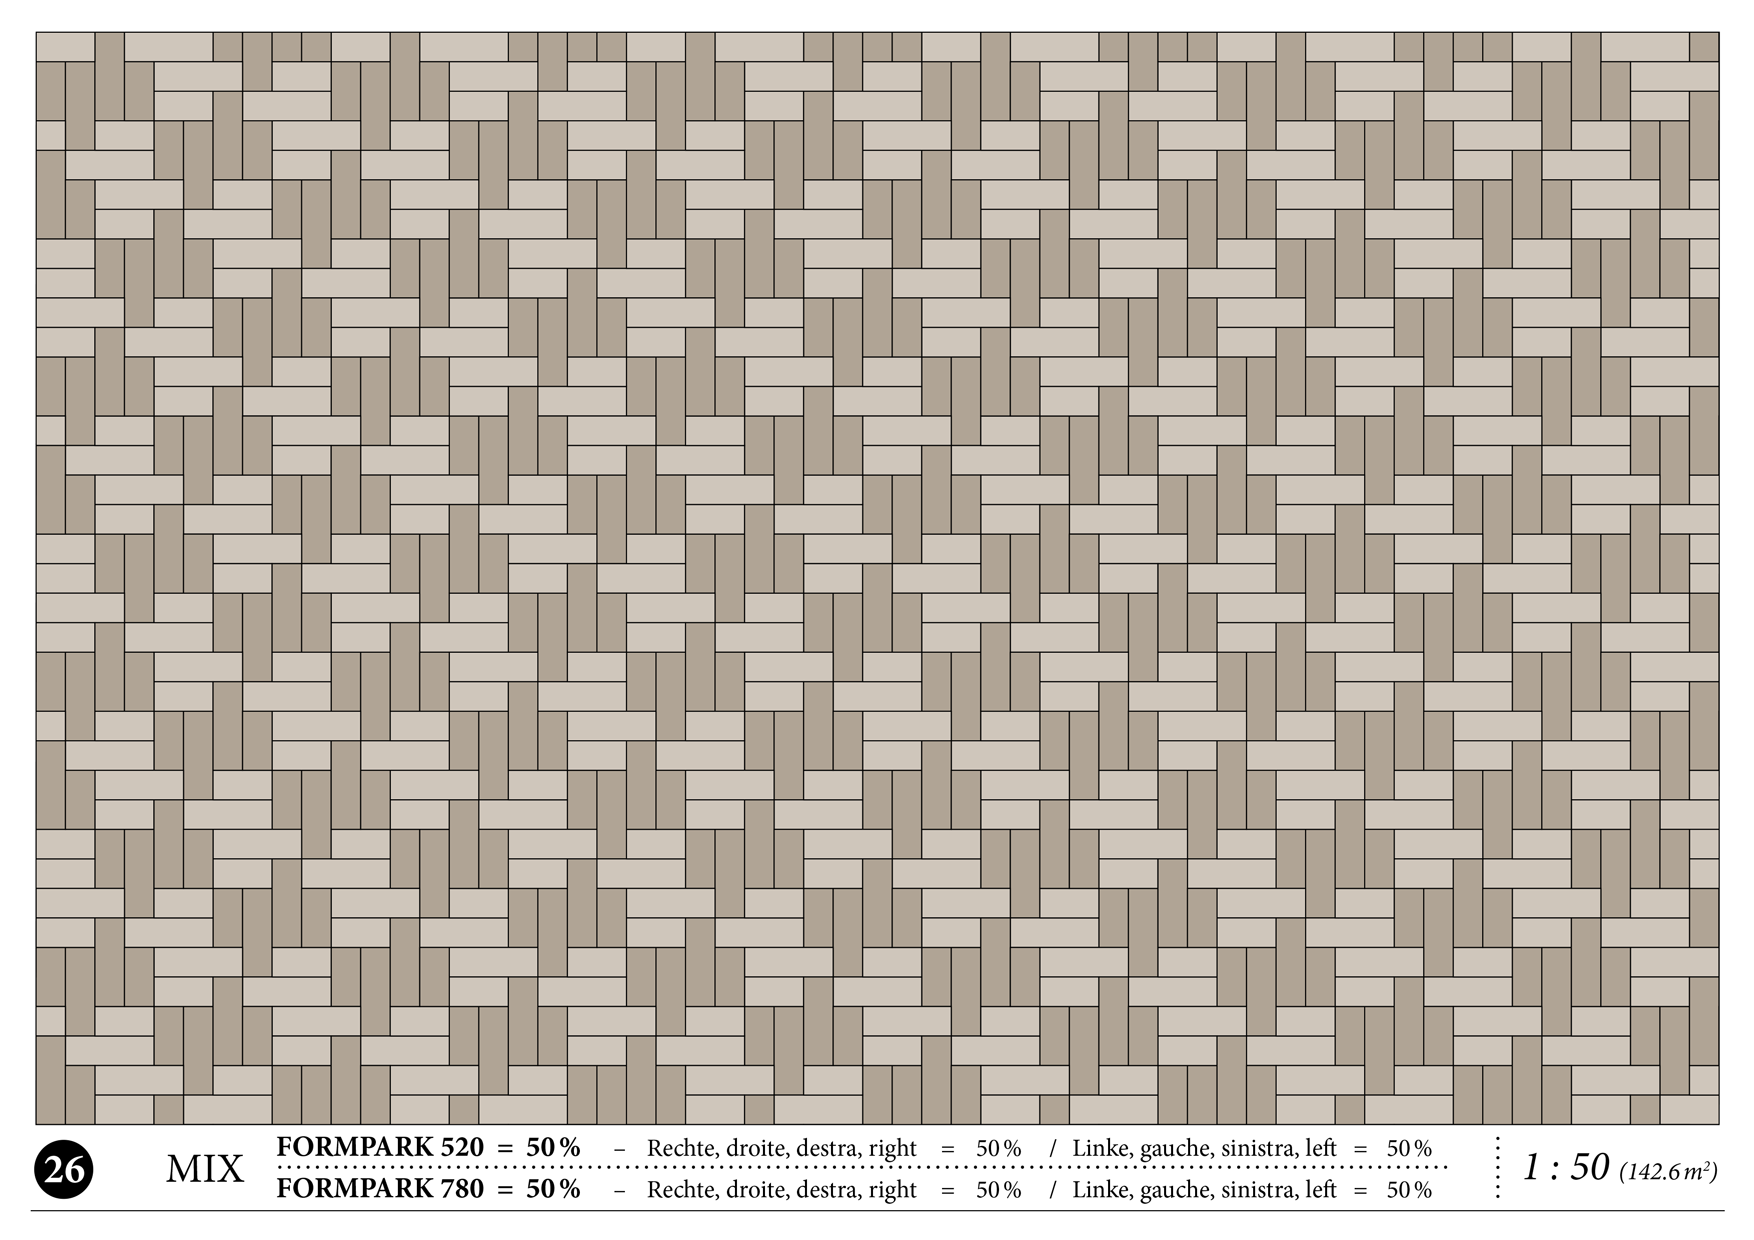 26
MIX
FORMPARK 520 = 50 % – Rechte, droite, destra, right = 50 % / Linke, gauche, sinistra, left = 50 %
FORMPARK 780 = 50 % – Rechte, droite, destra, right = 50 % / Linke, gauche, sinistra, left = 50 %
1 : 50 (142.6 m²)